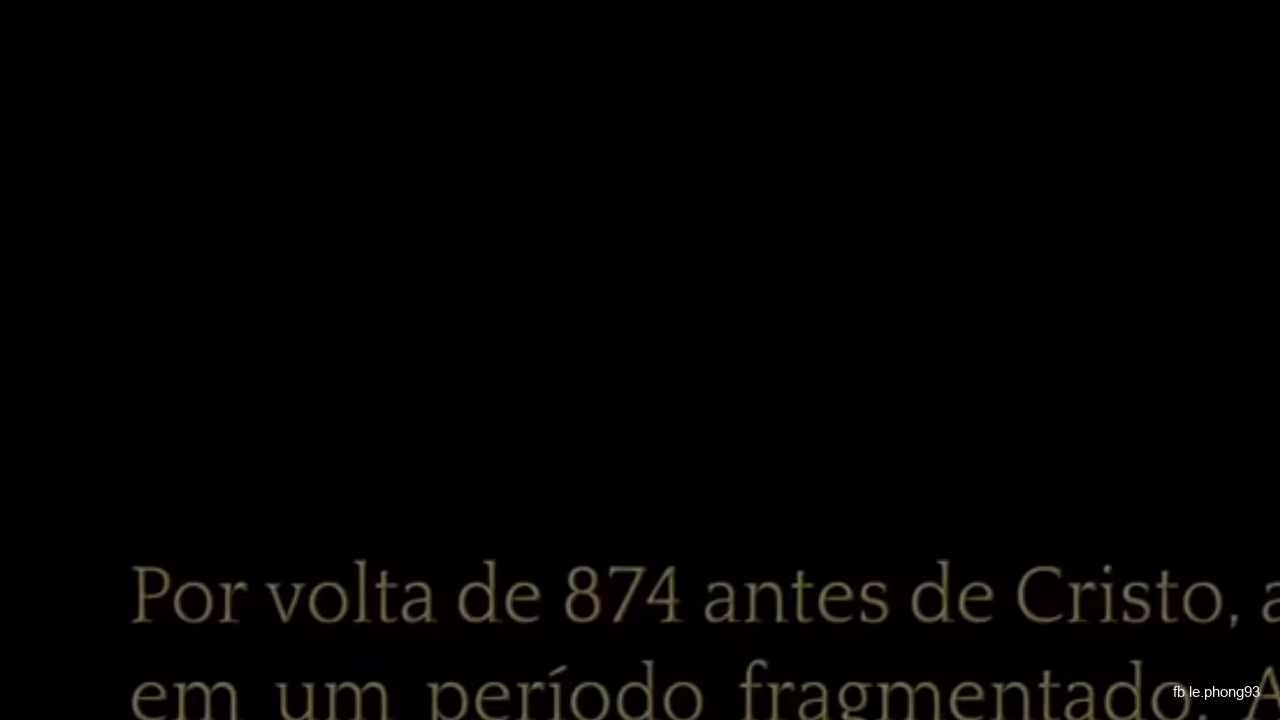 Por volta de 874 antes de Cristo, a
em um período fragmentado. A
fb le.phong93